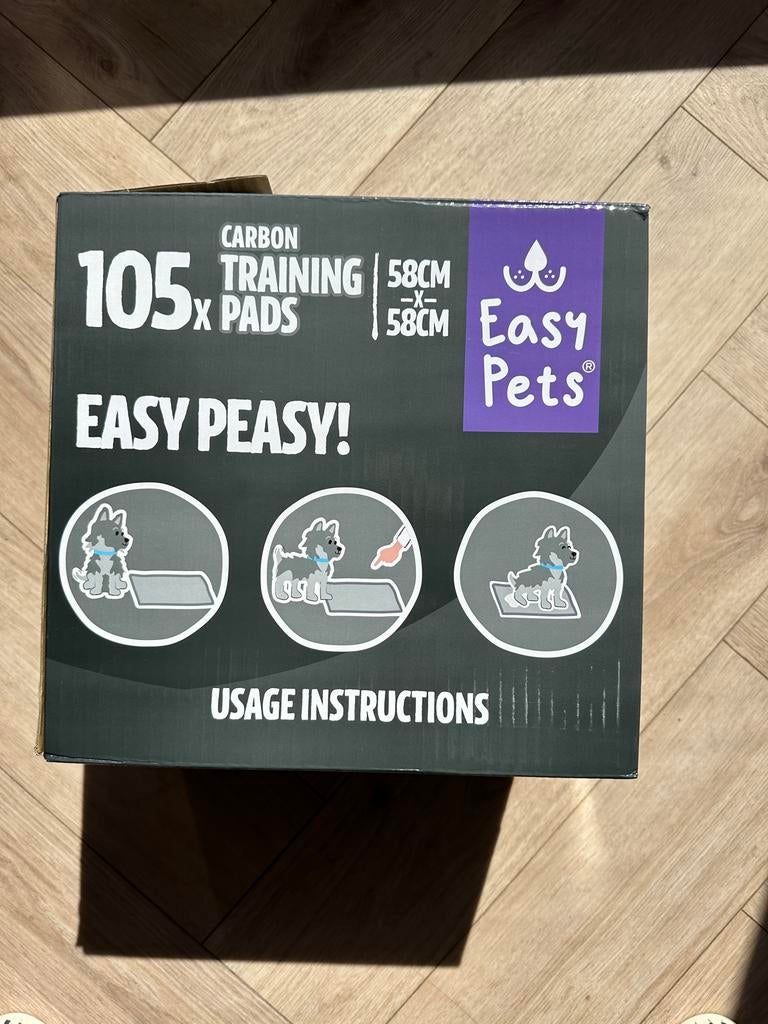 105x
CARBON
TRAINING
PADS
58CM
-X-
58CM
Easy
Pets®
EASY PEASY!
USAGE INSTRUCTIONS